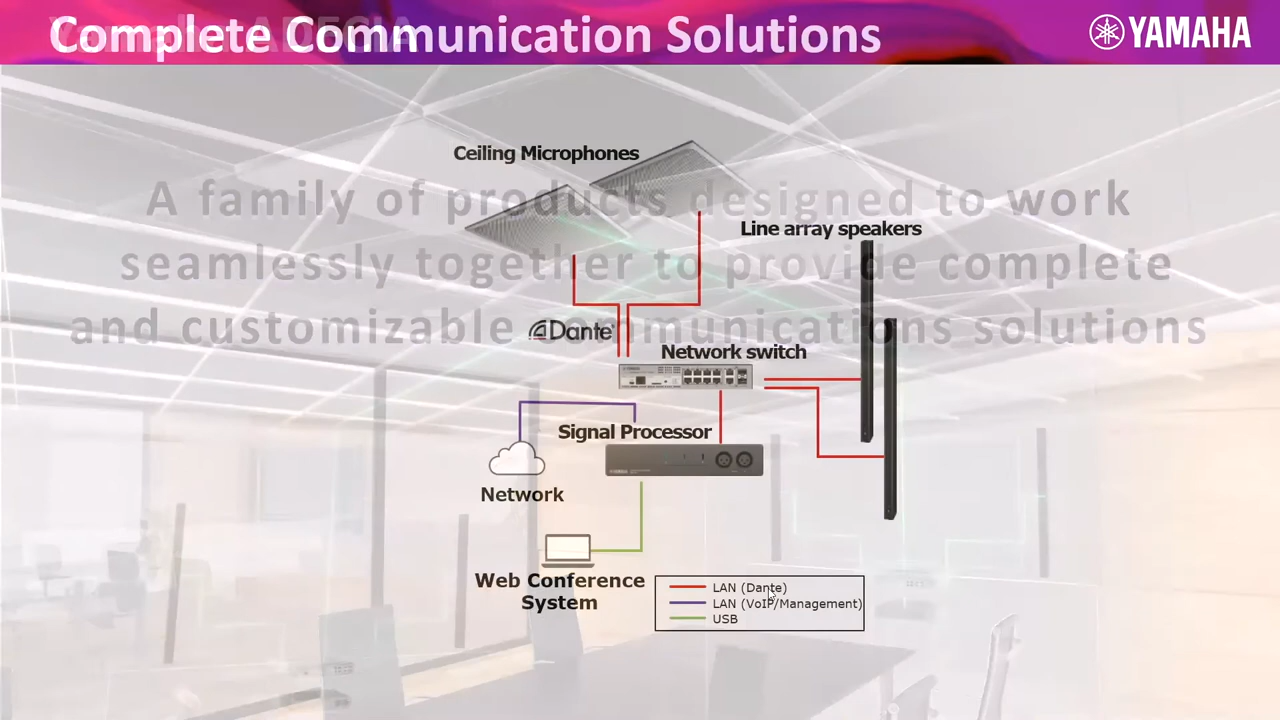 Complete Communication Solutions
YAMAHA
Ceiling Microphones
A family of products designed to work
Line array speakers
seamlessly together to provide complete
and customizable communications solutions
Dante
Network switch
Signal Processor
Network
Web Conference
System
LAN (Dante)
LAN (VoIP/Management)
USB